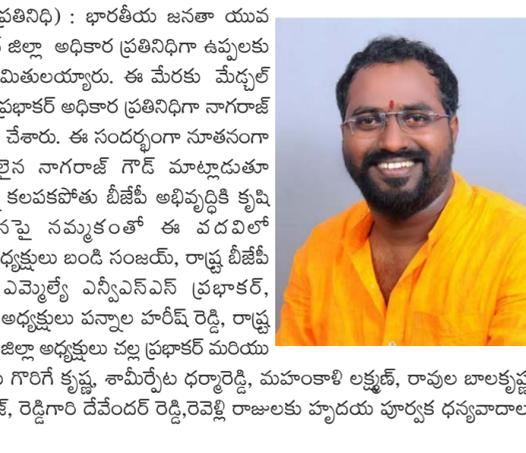 ప్రతినిధి) : భారతీయ జనతా యువ
జిల్లా అధికార ప్రతినిధిగా ఉప్పలకు
మితులయ్యారు. ఈ మేరకు మేడ్చల్
ప్రభాకర్ అధికార ప్రతినిధిగా నాగరాజ్
చేశారు. ఈ సందర్భంగా నూతనంగా
లైన నాగరాజ్ గౌడ్ మాట్లాడుతూ
కలపకపోతు బీజేపీ అభివృద్ధికి కృషి
నపై నమ్మకంతో ఈ వదవిలో
ధ్యక్షులు బండి సంజయ్, రాష్ట్ర బీజేపీ
ఎమ్మెల్యే ఎన్వీఎస్ఎస్ ప్రభాకర్,
అధ్యక్షులు పన్నాల హరీష్ రెడ్డి, రాష్ట్ర
జిల్లా అధ్యక్షులు చల్ల ప్రభాకర్ మరియు
గొరిగే కృష్ణ, శామీర్పేట ధర్మారెడ్డి, మహంకాళి లక్ష్మణ్, రావుల బాలకృష్ణ
రెడ్డిగారి దేవేందర్ రెడ్డి,రెవెళ్లి రాజులకు హృదయ పూర్వక ధన్యవాదాల